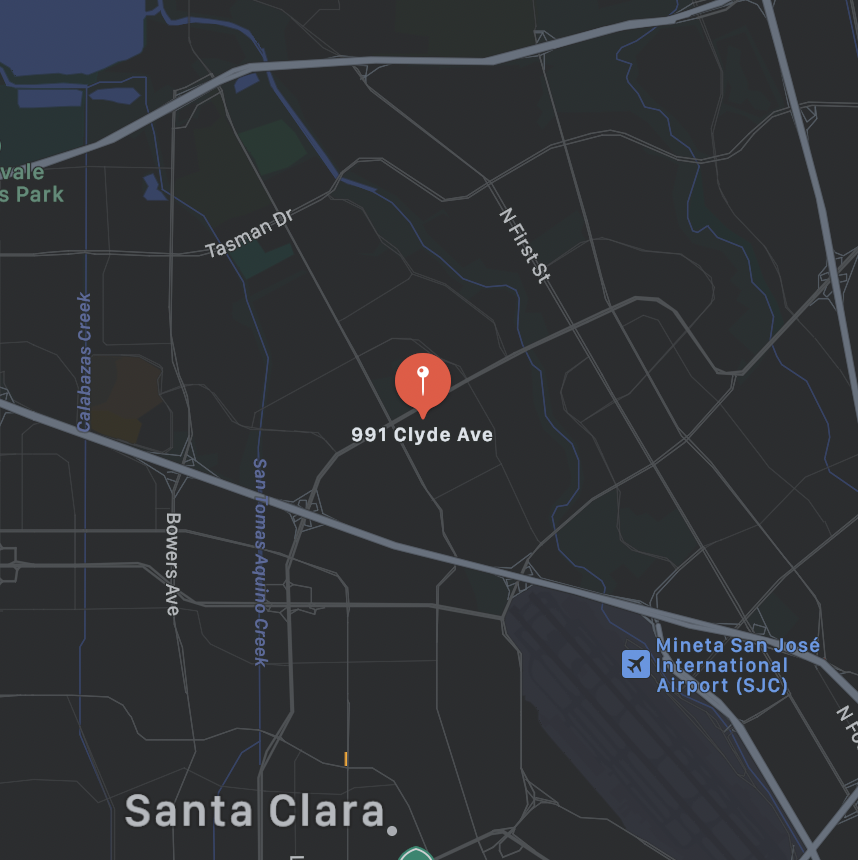 vale
s Park
Tasman Dr
N First St
Calabazas Creek
991 Clyde Ave
San Tomas Aquino Creek
Bowers Ave
Mineta San José
International
Airport (SJC)
Santa Clara